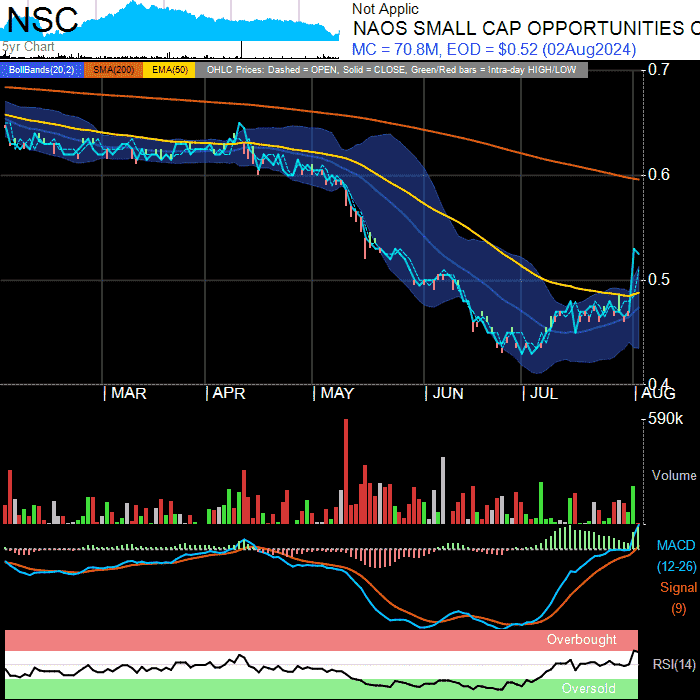 NSC
5yr Chart
Not Applic
NAOS SMALL CAP OPPORTUNITIES C
MC = 70.8M, EOD = $0.52 (02Aug2024)
BollBands(20,2) SMA(200) EMA(50) OHLC Prices: Dashed = OPEN, Solid = CLOSE, Green/Red bars = Intra-day HIGH/LOW
0.7
0.6
0.5
0.4
MAR APR MAY JUN JUL AUG
590k
Volume
MACD
(12-26)
Signal
(9)
Overbought
RSI(14)
Oversold